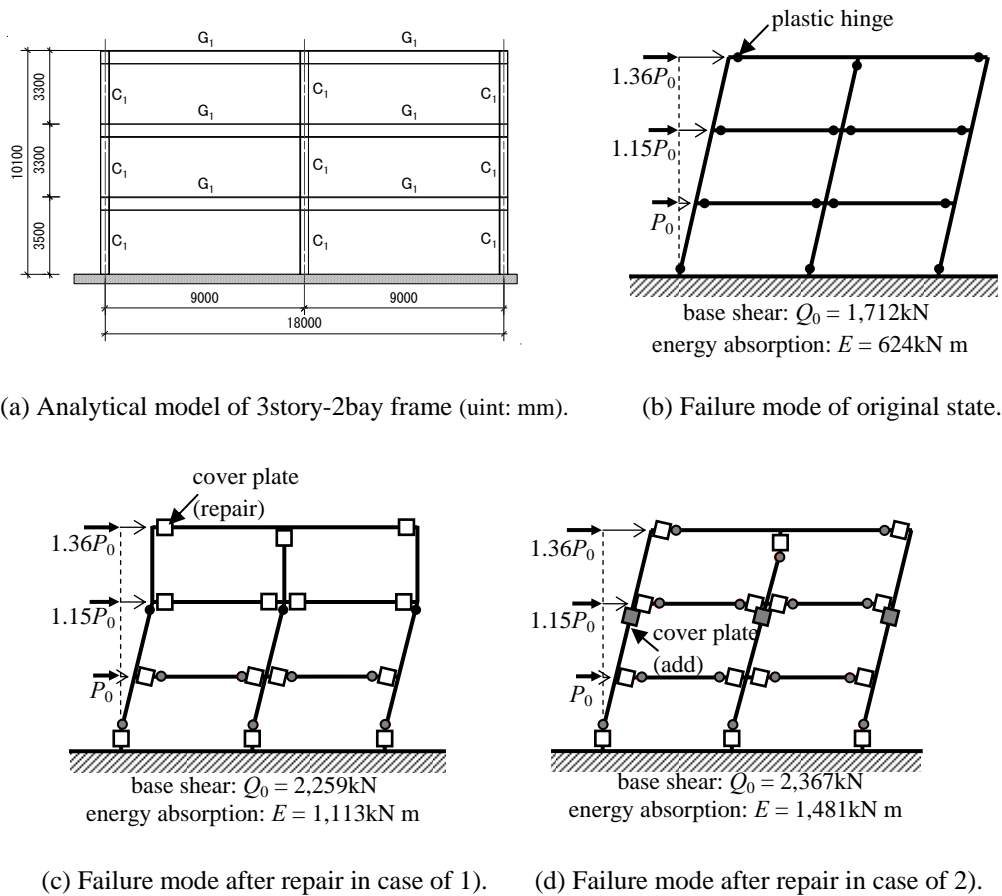 G1 G1
3300 C1 C1 C1
G1 G1
10100 3300 C1 C1 C1
G1 G1
3500 C1 C1 C1
9000 9000
18000
plastic hinge
1.36P0
1.15P0
P0
base shear: Q0 = 1,712kN
energy absorption: E = 624kN m
(a) Analytical model of 3story-2bay frame (uint: mm).
(b) Failure mode of original state.
cover plate
(repair)
1.36P0
1.15P0
P0
base shear: Q0 = 2,259kN
energy absorption: E = 1,113kN m
1.36P0
1.15P0
cover plate
(add)
P0
base shear: Q0 = 2,367kN
energy absorption: E = 1,481kN m
(c) Failure mode after repair in case of 1).
(d) Failure mode after repair in case of 2).